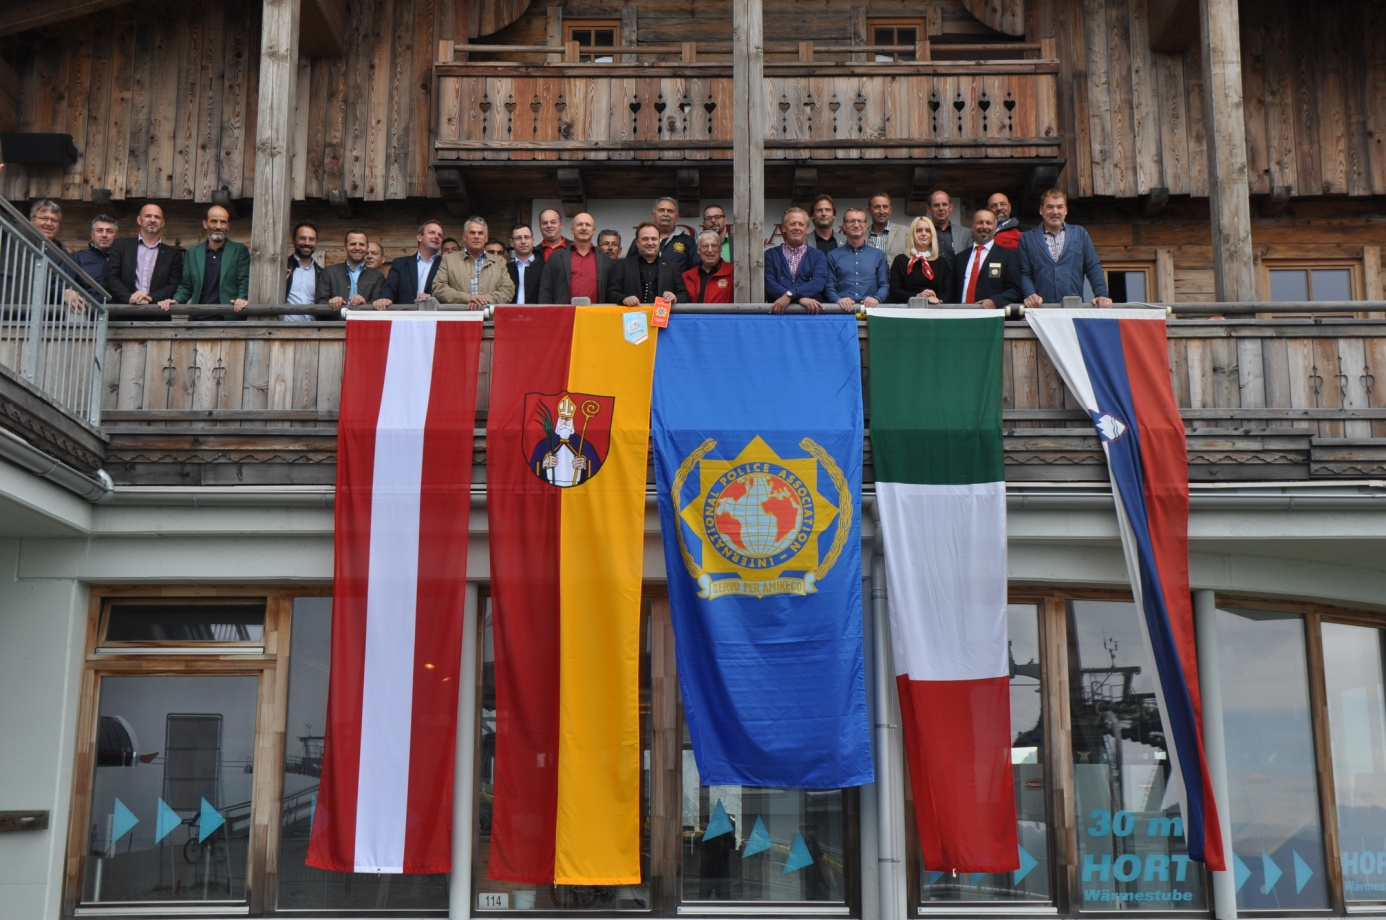 INTERNATIONAL POLICE ASSOCIATION -
SERVO PER AMIKECO
30 m
HORT
Wärmestube
114